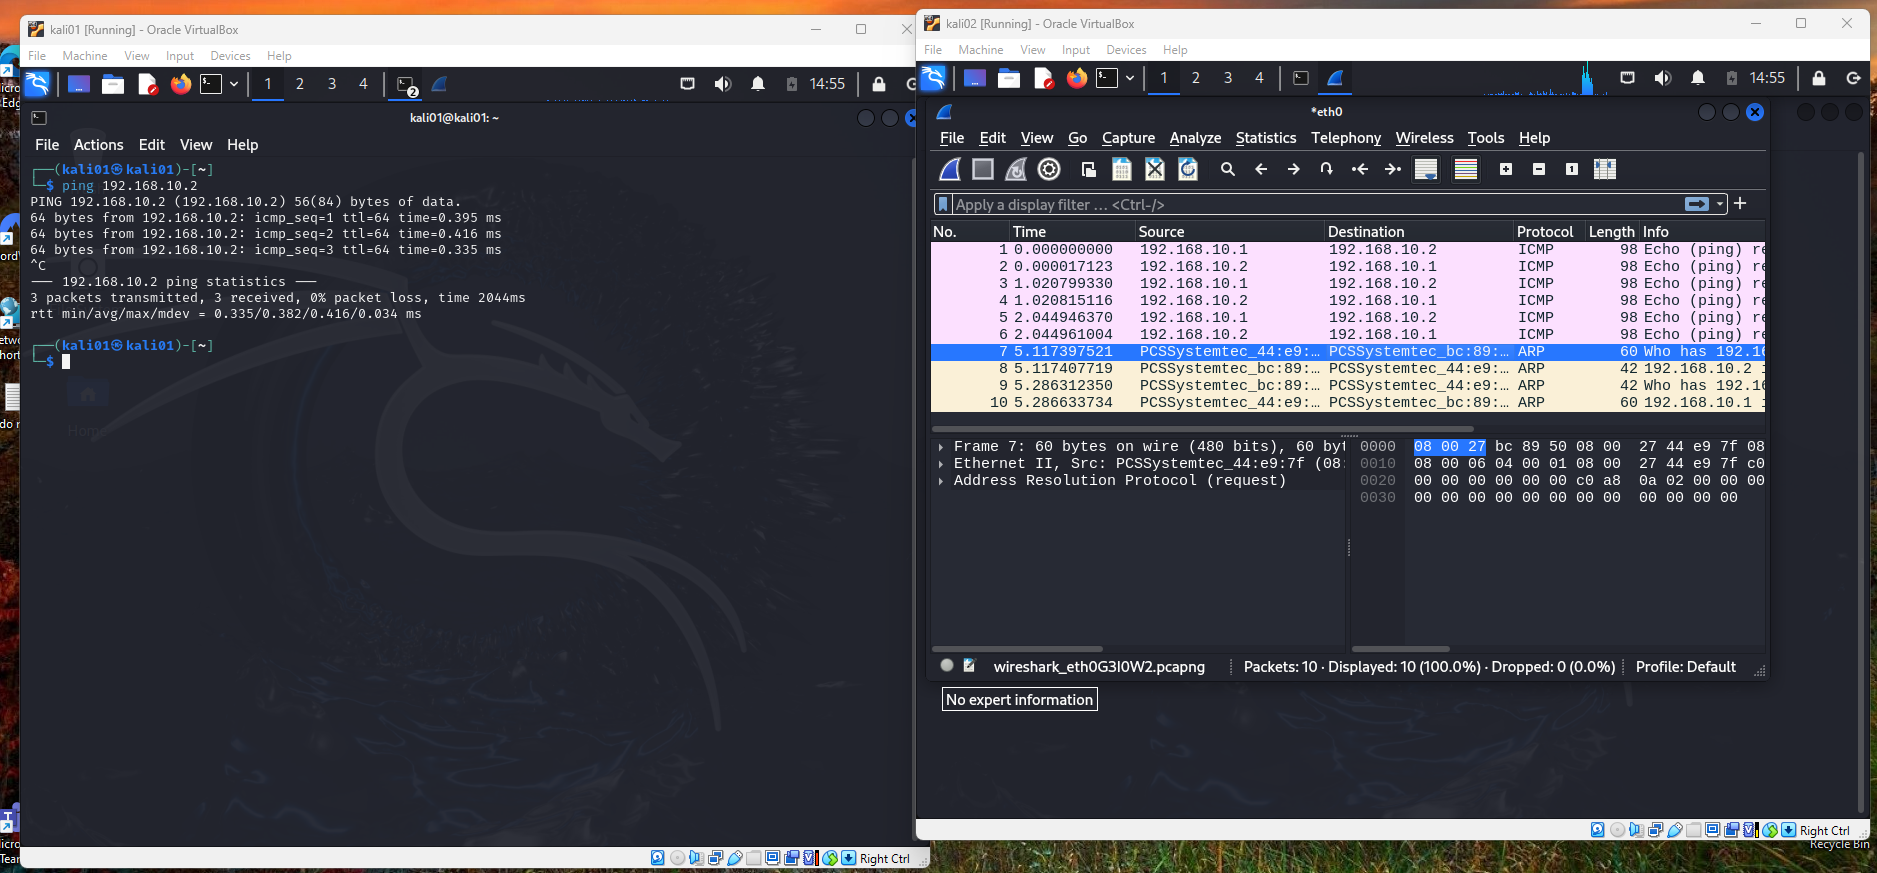 kali01 [Running] - Oracle VirtualBox
File Machine View Input Devices Help
1 2 3 4 2 14:55
kali01@kali01: ~
File Actions Edit View Help
┌──(kali01㉿kali01)-[~]
└─$ ping 192.168.10.2
PING 192.168.10.2 (192.168.10.2) 56(84) bytes of data.
64 bytes from 192.168.10.2: icmp_seq=1 ttl=64 time=0.395 ms
64 bytes from 192.168.10.2: icmp_seq=2 ttl=64 time=0.416 ms
64 bytes from 192.168.10.2: icmp_seq=3 ttl=64 time=0.335 ms
^C
--- 192.168.10.2 ping statistics ---
3 packets transmitted, 3 received, 0% packet loss, time 2044ms
rtt min/avg/max/mdev = 0.335/0.382/0.416/0.034 ms
┌──(kali01㉿kali01)-[~]
└─$
Home
Right Ctrl
kali02 [Running] - Oracle VirtualBox
File Machine View Input Devices Help
1 2 3 4 14:55
*eth0
File Edit View Go Capture Analyze Statistics Telephony Wireless Tools Help
Apply a display filter ... <Ctrl-/>
No. Time Source Destination Protocol Length Info
1 0.000000000 192.168.10.1 192.168.10.2 ICMP 98 Echo (ping) re
2 0.000017123 192.168.10.2 192.168.10.1 ICMP 98 Echo (ping) re
3 1.020799330 192.168.10.1 192.168.10.2 ICMP 98 Echo (ping) re
4 1.020815116 192.168.10.2 192.168.10.1 ICMP 98 Echo (ping) re
5 2.044946370 192.168.10.1 192.168.10.2 ICMP 98 Echo (ping) re
6 2.044961004 192.168.10.2 192.168.10.1 ICMP 98 Echo (ping) re
7 5.117397521 PCSSystemtec_44:e9:… PCSSystemtec_bc:89:… ARP 60 Who has 192.16
8 5.117407719 PCSSystemtec_bc:89:… PCSSystemtec_44:e9:… ARP 42 192.168.10.2 i
9 5.286312350 PCSSystemtec_bc:89:… PCSSystemtec_44:e9:… ARP 42 Who has 192.16
10 5.286633734 PCSSystemtec_44:e9:… PCSSystemtec_bc:89:… ARP 60 192.168.10.1 i
Frame 7: 60 bytes on wire (480 bits), 60 byt
Ethernet II, Src: PCSSystemtec_44:e9:7f (08:
Address Resolution Protocol (request)
0000 08 00 27 bc 89 50 08 00 27 44 e9 7f 08
0010 08 00 06 04 00 01 08 00 27 44 e9 7f c0
0020 00 00 00 00 00 00 c0 a8 0a 02 00 00 00
0030 00 00 00 00 00 00 00 00 00 00 00 00
wireshark_eth0G3I0W2.pcapng Packets: 10 · Displayed: 10 (100.0%) · Dropped: 0 (0.0%) Profile: Default
No expert information
Right Ctrl
Recycle Bin